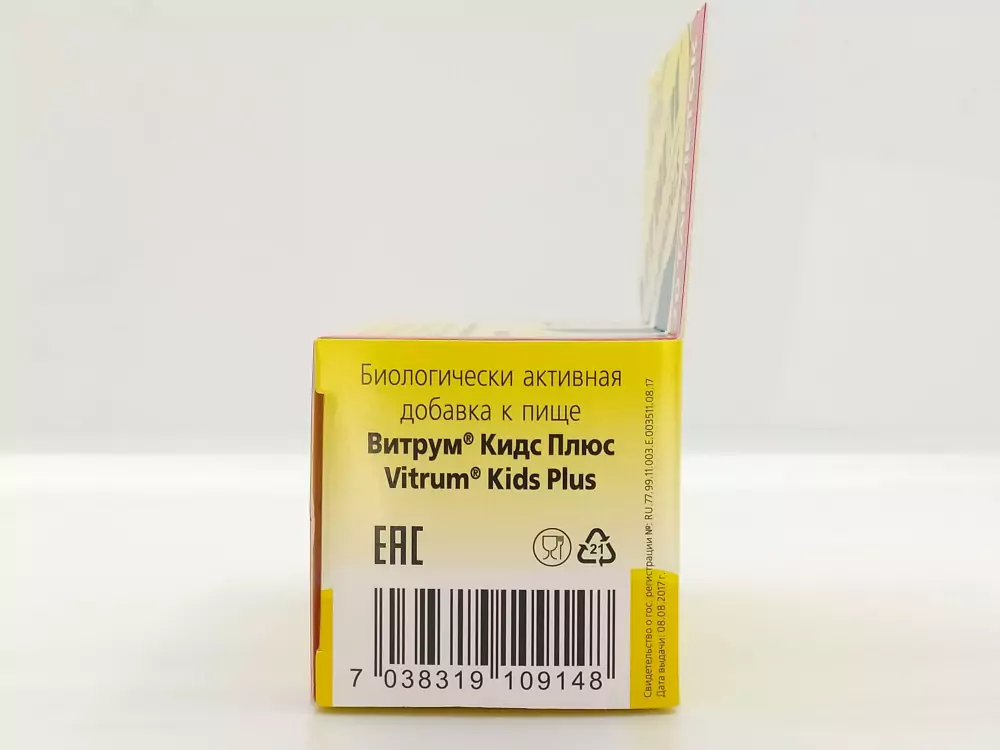 Биологически активная
добавка к пище
Витрум® Кидс Плюс
Vitrum® Kids Plus
EAC
21
7 038319 109148
Свидетельство о гос. регистрации №: RU.77.99.11.003.E.003511.08.17
Дата выдачи: 08.08.2017 г.